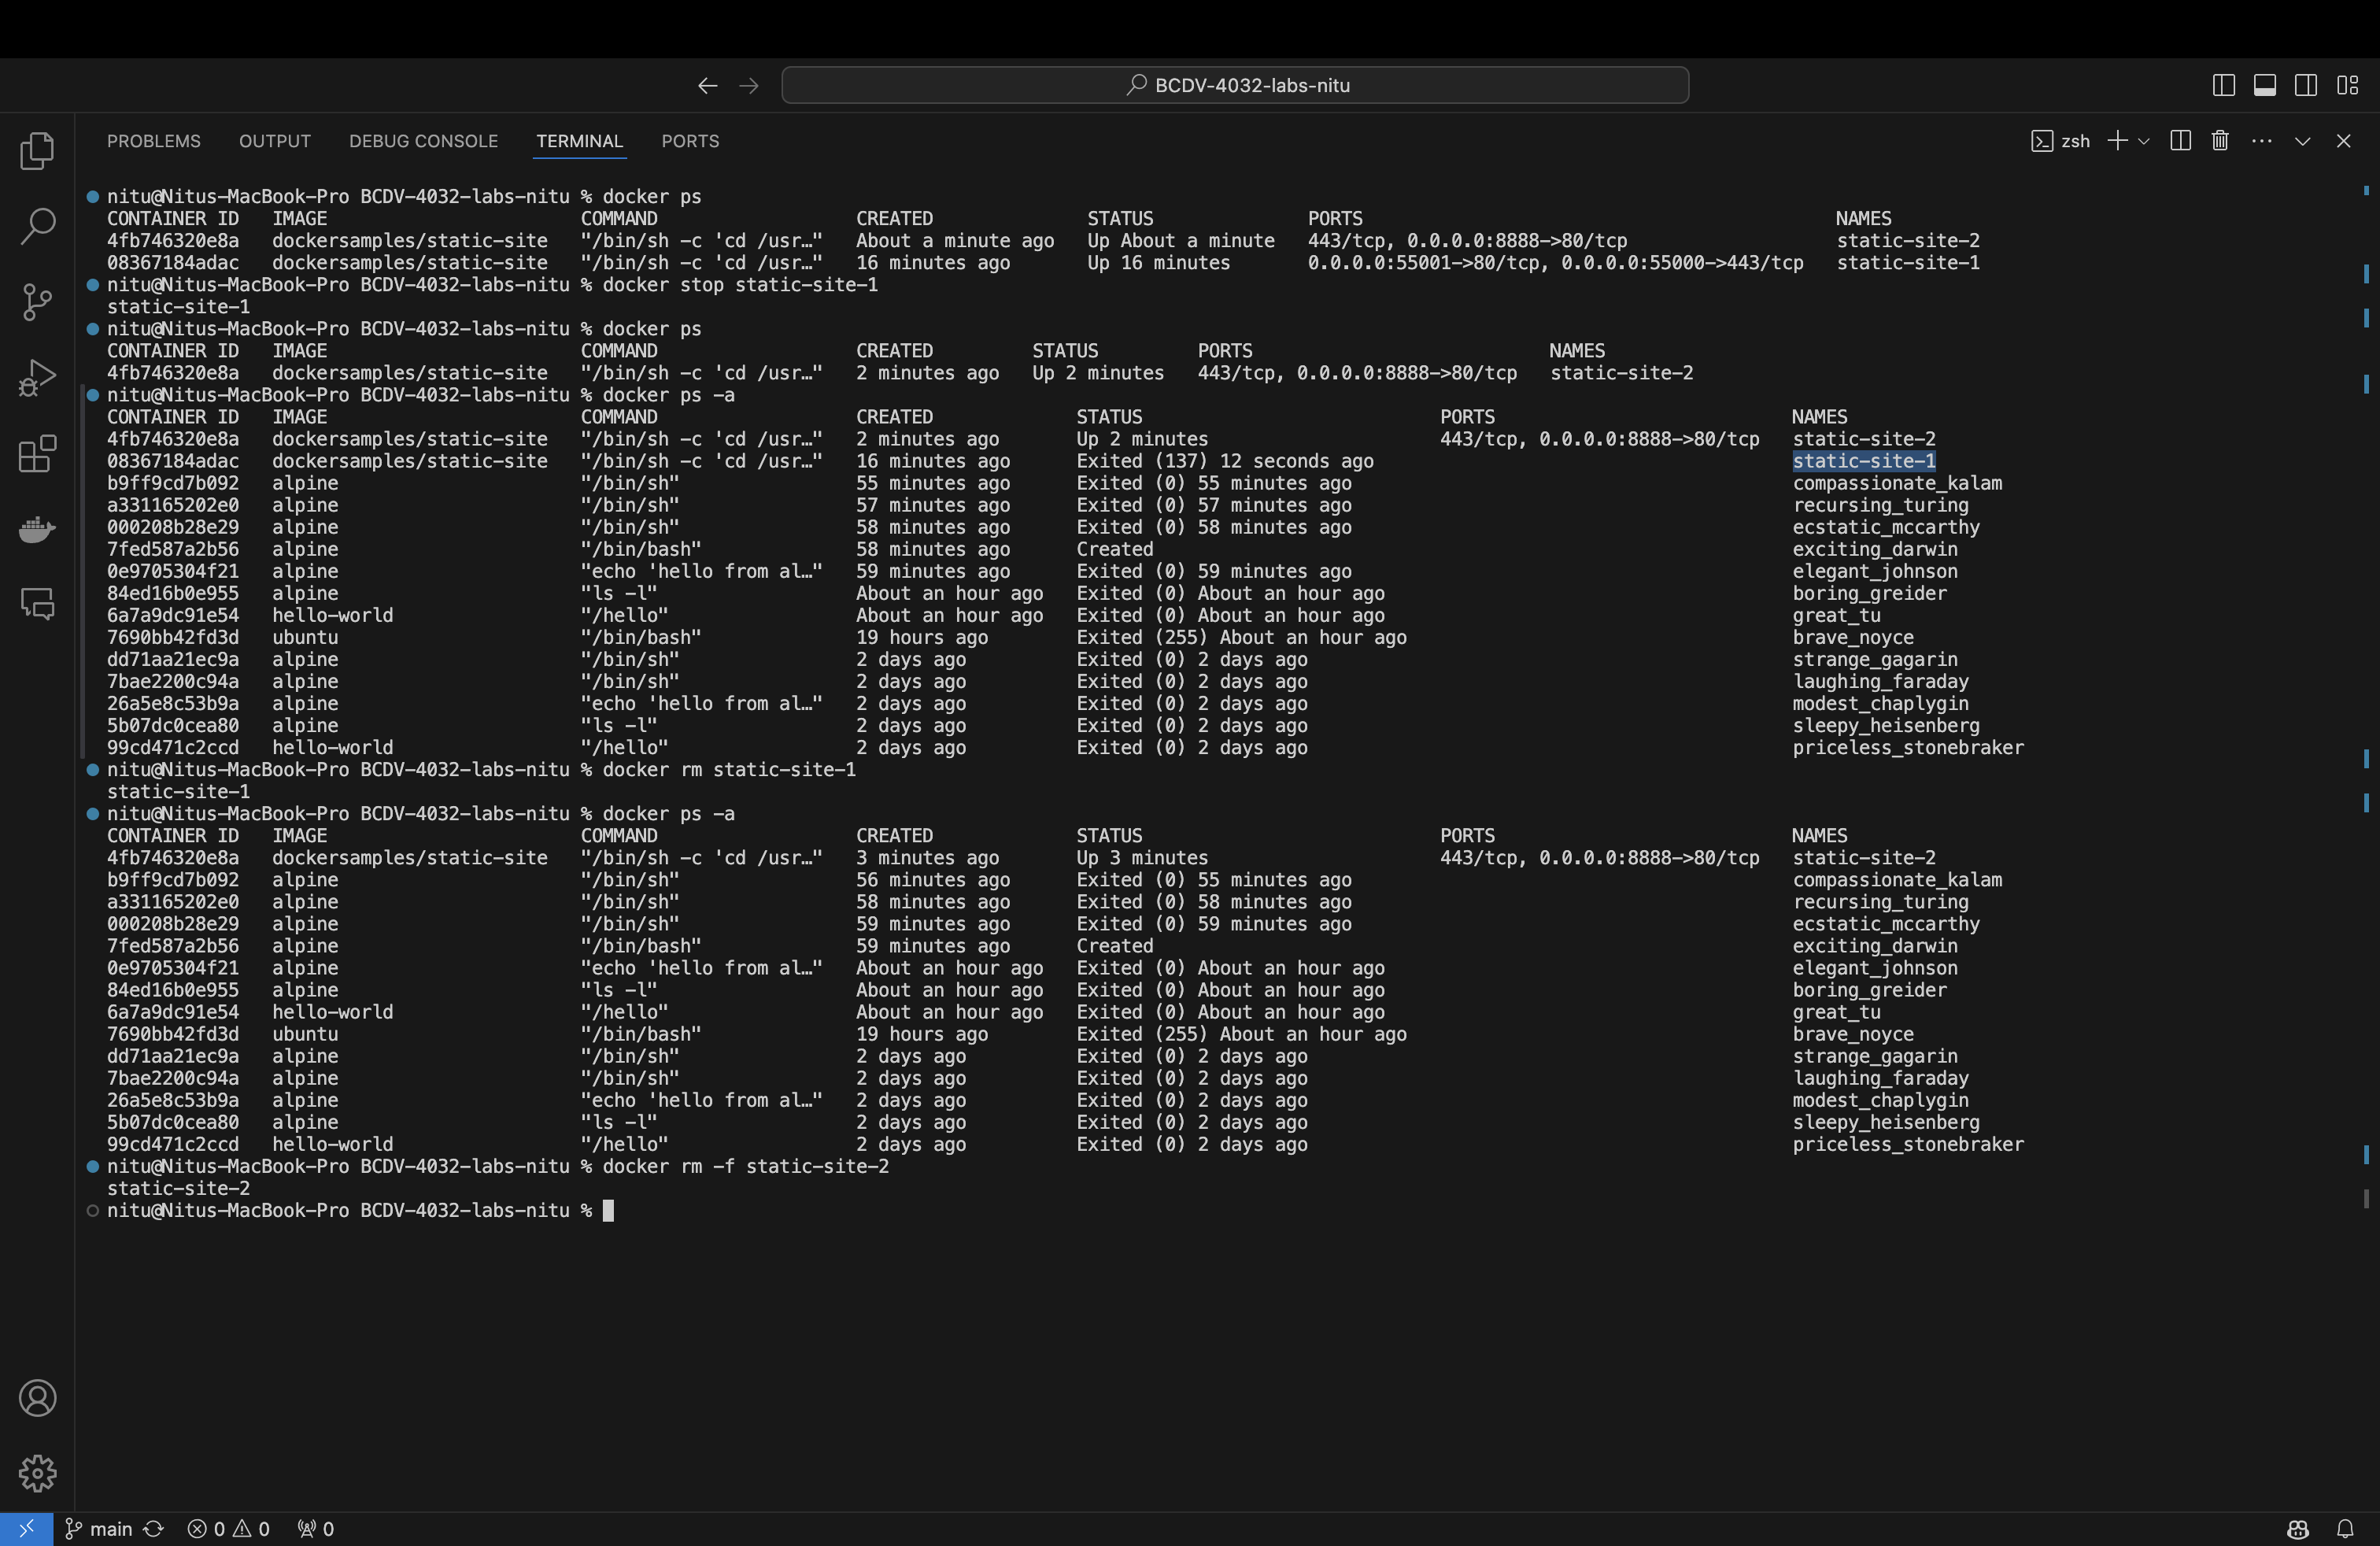 BCDV-4032-labs-nitu
PROBLEMS OUTPUT DEBUG CONSOLE TERMINAL PORTS zsh
nitu@Nitus-MacBook-Pro BCDV-4032-labs-nitu % docker ps
CONTAINER ID IMAGE COMMAND CREATED STATUS PORTS NAMES
4fb746320e8a dockersamples/static-site "/bin/sh -c 'cd /usr…" About a minute ago Up About a minute 443/tcp, 0.0.0.0:8888->80/tcp static-site-2
08367184adac dockersamples/static-site "/bin/sh -c 'cd /usr…" 16 minutes ago Up 16 minutes 0.0.0.0:55001->80/tcp, 0.0.0.0:55000->443/tcp static-site-1
nitu@Nitus-MacBook-Pro BCDV-4032-labs-nitu % docker stop static-site-1
static-site-1
nitu@Nitus-MacBook-Pro BCDV-4032-labs-nitu % docker ps
CONTAINER ID IMAGE COMMAND CREATED STATUS PORTS NAMES
4fb746320e8a dockersamples/static-site "/bin/sh -c 'cd /usr…" 2 minutes ago Up 2 minutes 443/tcp, 0.0.0.0:8888->80/tcp static-site-2
nitu@Nitus-MacBook-Pro BCDV-4032-labs-nitu % docker ps -a
CONTAINER ID IMAGE COMMAND CREATED STATUS PORTS NAMES
4fb746320e8a dockersamples/static-site "/bin/sh -c 'cd /usr…" 2 minutes ago Up 2 minutes 443/tcp, 0.0.0.0:8888->80/tcp static-site-2
08367184adac dockersamples/static-site "/bin/sh -c 'cd /usr…" 16 minutes ago Exited (137) 12 seconds ago static-site-1
b9ff9cd7b092 alpine "/bin/sh" 55 minutes ago Exited (0) 55 minutes ago compassionate_kalam
a331165202e0 alpine "/bin/sh" 57 minutes ago Exited (0) 57 minutes ago recursing_turing
000208b28e29 alpine "/bin/sh" 58 minutes ago Exited (0) 58 minutes ago ecstatic_mccarthy
7fed587a2b56 alpine "/bin/bash" 58 minutes ago Created exciting_darwin
0e9705304f21 alpine "echo 'hello from al…" 59 minutes ago Exited (0) 59 minutes ago elegant_johnson
84ed16b0e955 alpine "ls -l" About an hour ago Exited (0) About an hour ago boring_greider
6a7a9dc91e54 hello-world "/hello" About an hour ago Exited (0) About an hour ago great_tu
7690bb42fd3d ubuntu "/bin/bash" 19 hours ago Exited (255) About an hour ago brave_noyce
dd71aa21ec9a alpine "/bin/sh" 2 days ago Exited (0) 2 days ago strange_gagarin
7bae2200c94a alpine "/bin/sh" 2 days ago Exited (0) 2 days ago laughing_faraday
26a5e8c53b9a alpine "echo 'hello from al…" 2 days ago Exited (0) 2 days ago modest_chaplygin
5b07dc0cea80 alpine "ls -l" 2 days ago Exited (0) 2 days ago sleepy_heisenberg
99cd471c2ccd hello-world "/hello" 2 days ago Exited (0) 2 days ago priceless_stonebraker
nitu@Nitus-MacBook-Pro BCDV-4032-labs-nitu % docker rm static-site-1
static-site-1
nitu@Nitus-MacBook-Pro BCDV-4032-labs-nitu % docker ps -a
CONTAINER ID IMAGE COMMAND CREATED STATUS PORTS NAMES
4fb746320e8a dockersamples/static-site "/bin/sh -c 'cd /usr…" 3 minutes ago Up 3 minutes 443/tcp, 0.0.0.0:8888->80/tcp static-site-2
b9ff9cd7b092 alpine "/bin/sh" 56 minutes ago Exited (0) 55 minutes ago compassionate_kalam
a331165202e0 alpine "/bin/sh" 58 minutes ago Exited (0) 58 minutes ago recursing_turing
000208b28e29 alpine "/bin/sh" 59 minutes ago Exited (0) 59 minutes ago ecstatic_mccarthy
7fed587a2b56 alpine "/bin/bash" 59 minutes ago Created exciting_darwin
0e9705304f21 alpine "echo 'hello from al…" About an hour ago Exited (0) About an hour ago elegant_johnson
84ed16b0e955 alpine "ls -l" About an hour ago Exited (0) About an hour ago boring_greider
6a7a9dc91e54 hello-world "/hello" About an hour ago Exited (0) About an hour ago great_tu
7690bb42fd3d ubuntu "/bin/bash" 19 hours ago Exited (255) About an hour ago brave_noyce
dd71aa21ec9a alpine "/bin/sh" 2 days ago Exited (0) 2 days ago strange_gagarin
7bae2200c94a alpine "/bin/sh" 2 days ago Exited (0) 2 days ago laughing_faraday
26a5e8c53b9a alpine "echo 'hello from al…" 2 days ago Exited (0) 2 days ago modest_chaplygin
5b07dc0cea80 alpine "ls -l" 2 days ago Exited (0) 2 days ago sleepy_heisenberg
99cd471c2ccd hello-world "/hello" 2 days ago Exited (0) 2 days ago priceless_stonebraker
nitu@Nitus-MacBook-Pro BCDV-4032-labs-nitu % docker rm -f static-site-2
static-site-2
nitu@Nitus-MacBook-Pro BCDV-4032-labs-nitu %
main 0 0 0